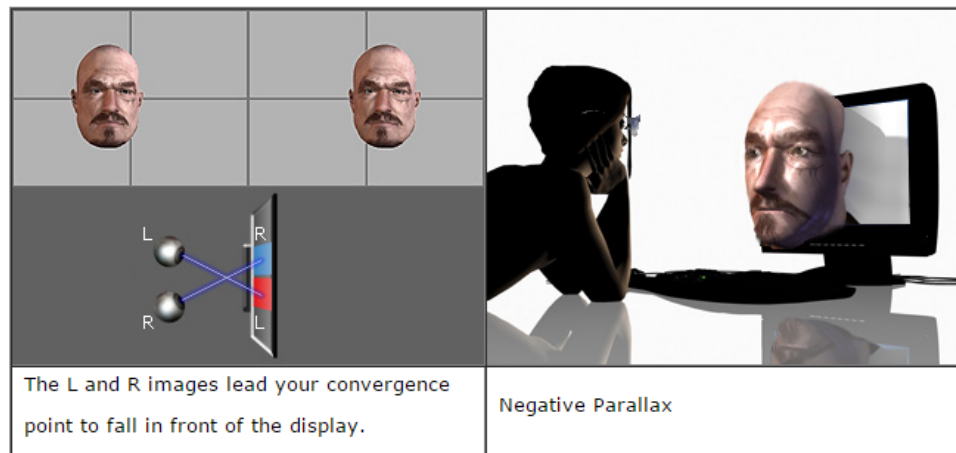 L
R
R
L
The L and R images lead your convergence
point to fall in front of the display.
Negative Parallax